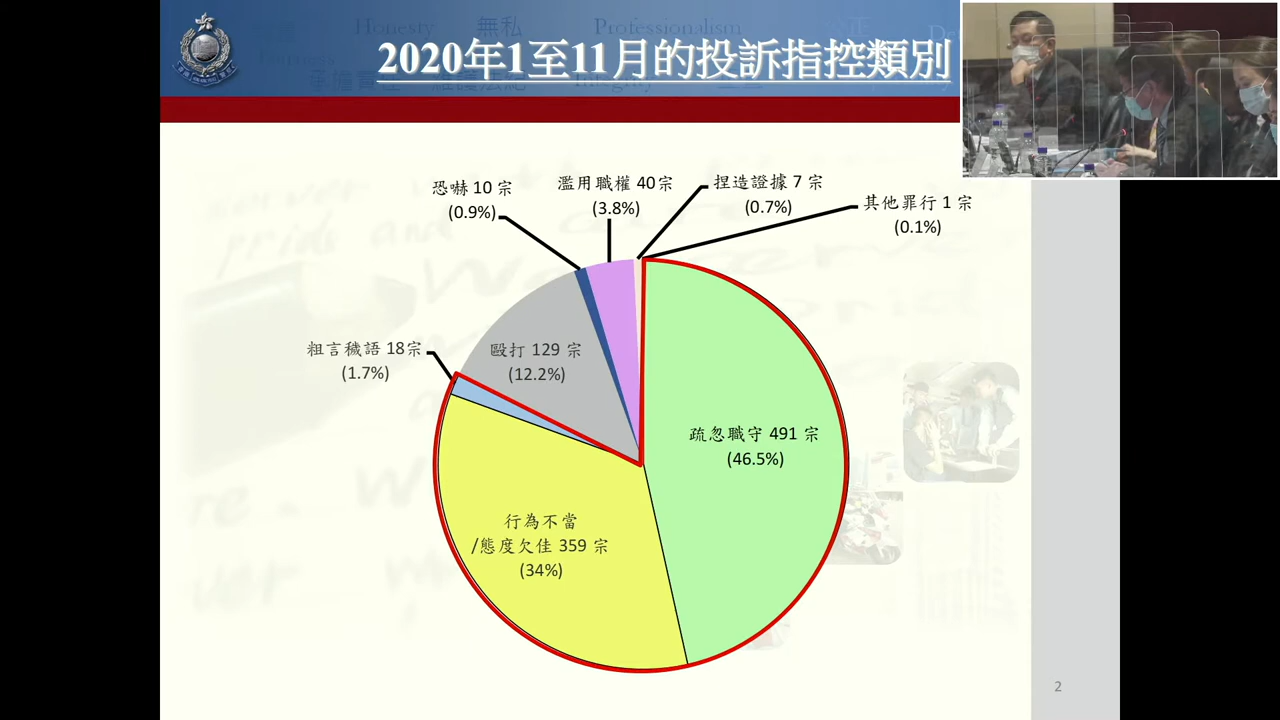 Honesty 無私 Professionalism
Fairness
2020年1至11月的投訴指控類別
Integrity
恐嚇 10 宗
(0.9%)
濫用職權 40宗
(3.8%)
捏造證據 7 宗
(0.7%)
其他罪行 1 宗
(0.1%)
粗言穢語 18宗
(1.7%)
毆打 129 宗
(12.2%)
疏忽職守 491 宗
(46.5%)
行為不當
/態度欠佳 359 宗
(34%)
2